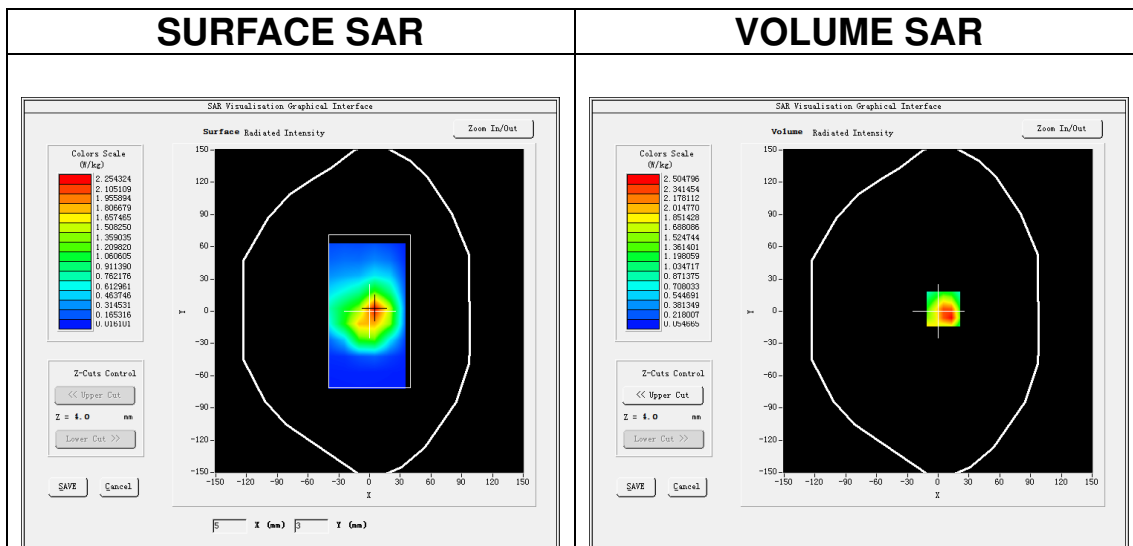 SURFACE SAR
VOLUME SAR
SAR Visualisation Graphical Interface
Surface Radiated Intensity
Zoom In/Out
Colors Scale
(W/kg)
2.254324
2.105109
1.955894
1.806679
1.657465
1.508250
1.359035
1.209820
1.060605
0.911390
0.762176
0.612961
0.463746
0.314531
0.165316
0.016101
Z-Cuts Control
<< Upper Cut
Z = 4.0 mm
Lower Cut >>
SAVE Cancel
150
120
90
60
30
0
-30
-60
-90
-120
-150
Y
-150 -120 -90 -60 -30 0 30 60 90 120 150
X
5 X (mm) 3 Y (mm)
SAR Visualisation Graphical Interface
Volume Radiated Intensity
Zoom In/Out
Colors Scale
(W/kg)
2.504796
2.341454
2.178112
2.014770
1.851428
1.688086
1.524744
1.361401
1.198059
1.034717
0.871375
0.708033
0.544691
0.381349
0.218007
0.054665
Z-Cuts Control
<< Upper Cut
Z = 4.0 mm
Lower Cut >>
SAVE Cancel
150
120
90
60
30
0
-30
-60
-90
-120
-150
Y
-150 -120 -90 -60 -30 0 30 60 90 120 150
X